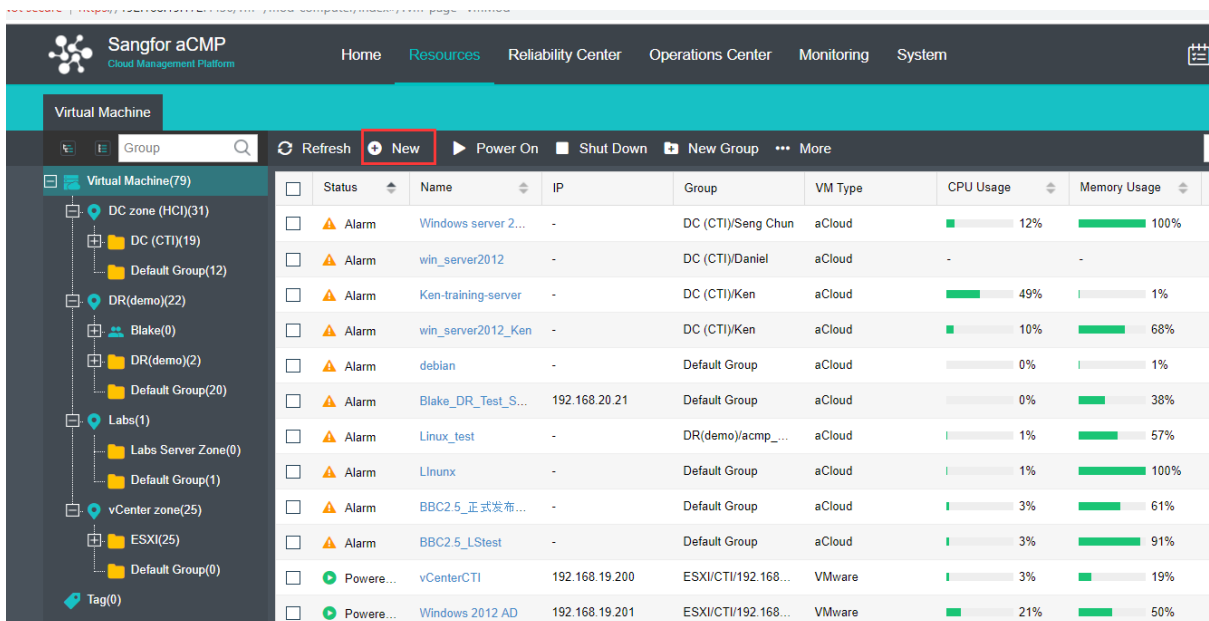 Sangfor aCMP
Cloud Management Platform
Home Resources Reliability Center Operations Center Monitoring System
Virtual Machine
Group Refresh New Power On Shut Down New Group More
Virtual Machine(79)
DC zone (HCI)(31)
DC (CTI)(19)
Default Group(12)
DR(demo)(22)
Blake(0)
DR(demo)(2)
Default Group(20)
Labs(1)
Labs Server Zone(0)
Default Group(1)
vCenter zone(25)
ESXI(25)
Default Group(0)
Tag(0)
Status Name IP Group VM Type CPU Usage Memory Usage
Alarm Windows server 2... - DC (CTI)/Seng Chun aCloud 12% 100%
Alarm win_server2012 - DC (CTI)/Daniel aCloud - -
Alarm Ken-training-server - DC (CTI)/Ken aCloud 49% 1%
Alarm win_server2012_Ken - DC (CTI)/Ken aCloud 10% 68%
Alarm debian - Default Group aCloud 0% 1%
Alarm Blake_DR_Test_S... 192.168.20.21 Default Group aCloud 0% 38%
Alarm Linux_test - DR(demo)/acmp_... aCloud 1% 57%
Alarm LInunx - Default Group aCloud 1% 100%
Alarm BBC2.5_正式发布... - Default Group aCloud 3% 61%
Alarm BBC2.5_LStest - Default Group aCloud 3% 91%
Powere... vCenterCTI 192.168.19.200 ESXI/CTI/192.168... VMware 3% 19%
Powere... Windows 2012 AD 192.168.19.201 ESXI/CTI/192.168... VMware 21% 50%